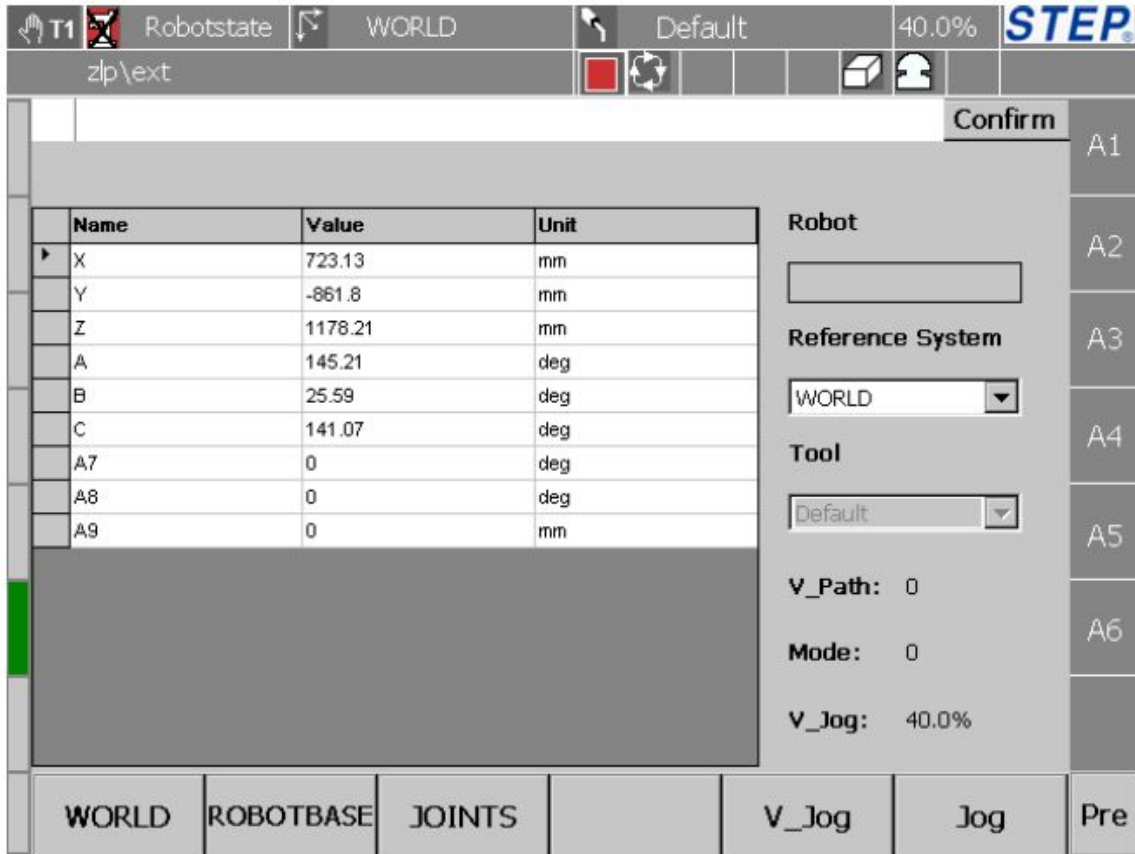 T1 Robotstate WORLD Default 40.0% STEP®
zlp\ext
Confirm
A1
Name Value Unit
X 723.13 mm
Y -861.8 mm
Z 1178.21 mm
A 145.21 deg
B 25.59 deg
C 141.07 deg
A7 0 deg
A8 0 deg
A9 0 mm
Robot
Reference System
WORLD
Tool
Default
V_Path: 0
Mode: 0
V_Jog: 40.0%
A2
A3
A4
A5
A6
WORLD ROBOTBASE JOINTS V_Jog Jog Pre